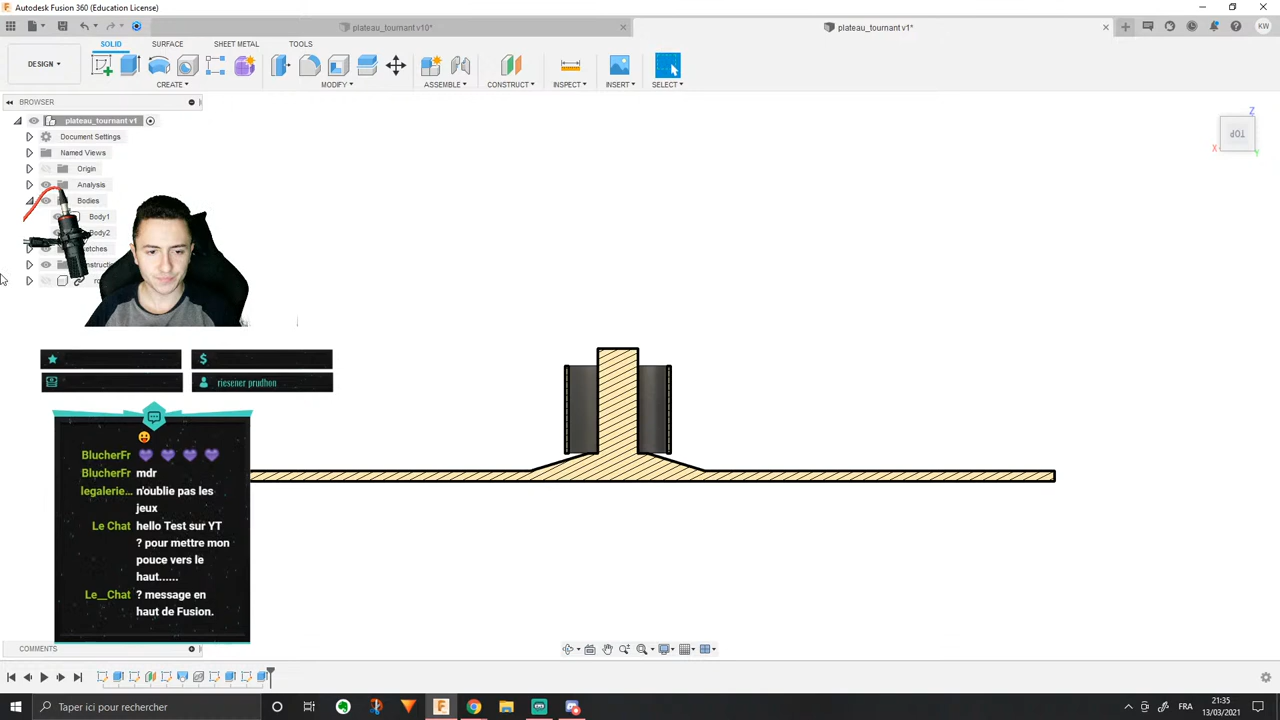 Autodesk Fusion 360 (Education License)
plateau_tournant v10*
plateau_tournant v1*
KW
DESIGN
SOLID
SURFACE
SHEET METAL
TOOLS
CREATE
MODIFY
ASSEMBLE
CONSTRUCT
INSPECT
INSERT
SELECT
BROWSER
plateau_tournant v1
Document Settings
Named Views
Origin
Analysis
Bodies
Body1
Body2
Z
TOP
X
Y
riesener prudhon
BlucherFr
BlucherFr mdr
legalerie... n'oublie pas les
jeux
Le Chat hello Test sur YT
? pour mettre mon
pouce vers le
haut......
Le__Chat ? message en
haut de Fusion.
COMMENTS
Taper ici pour rechercher
FRA
21:35
13/03/2021